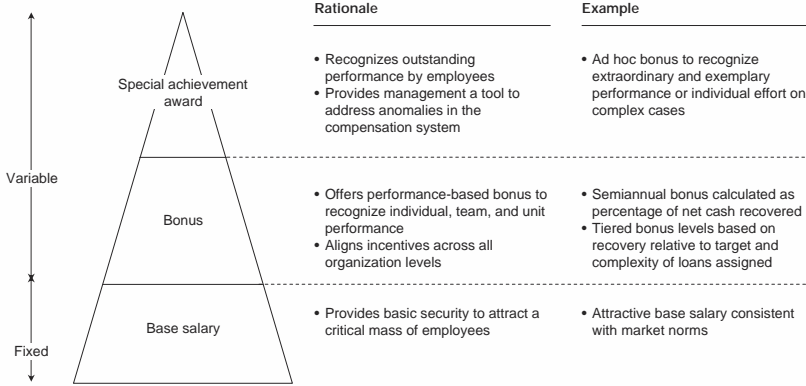 Rationale
Example
Special achievement
award
• Recognizes outstanding
performance by employees
• Provides management a tool to
address anomalies in the
compensation system
• Ad hoc bonus to recognize
extraordinary and exemplary
performance or individual effort on
complex cases
Variable
Bonus
• Offers performance-based bonus to
recognize individual, team, and unit
performance
• Aligns incentives across all
organization levels
• Semiannual bonus calculated as
percentage of net cash recovered
• Tiered bonus levels based on
recovery relative to target and
complexity of loans assigned
Fixed
Base salary
• Provides basic security to attract a
critical mass of employees
• Attractive base salary consistent
with market norms